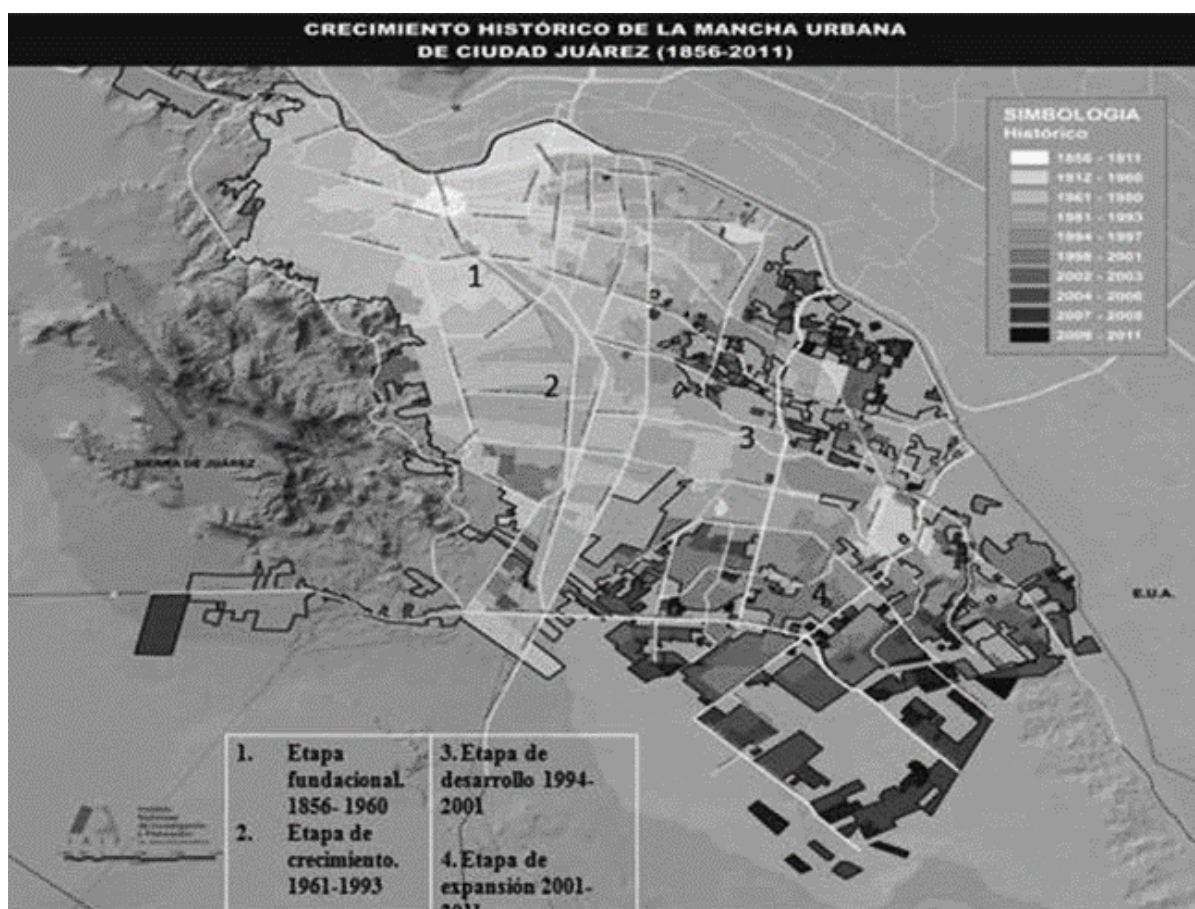 CRECIMIENTO HISTÓRICO DE LA MANCHA URBANA
DE CIUDAD JUÁREZ (1856-2011)
SIMBOLOGIA
Histórico
1856 - 1911
1912 - 1960
1961 - 1980
1981 - 1993
1994 - 1997
1998 - 2001
2002 - 2003
2004 - 2006
2007 - 2008
2009 - 2011
1
2
3
SIERRA DE JUÁREZ
4
E.U.A.
1. Etapa
fundacional.
1856- 1960
2. Etapa de
crecimiento.
1961-1993
3. Etapa de
desarrollo 1994-
2001
4. Etapa de
expansión 2001-
2011